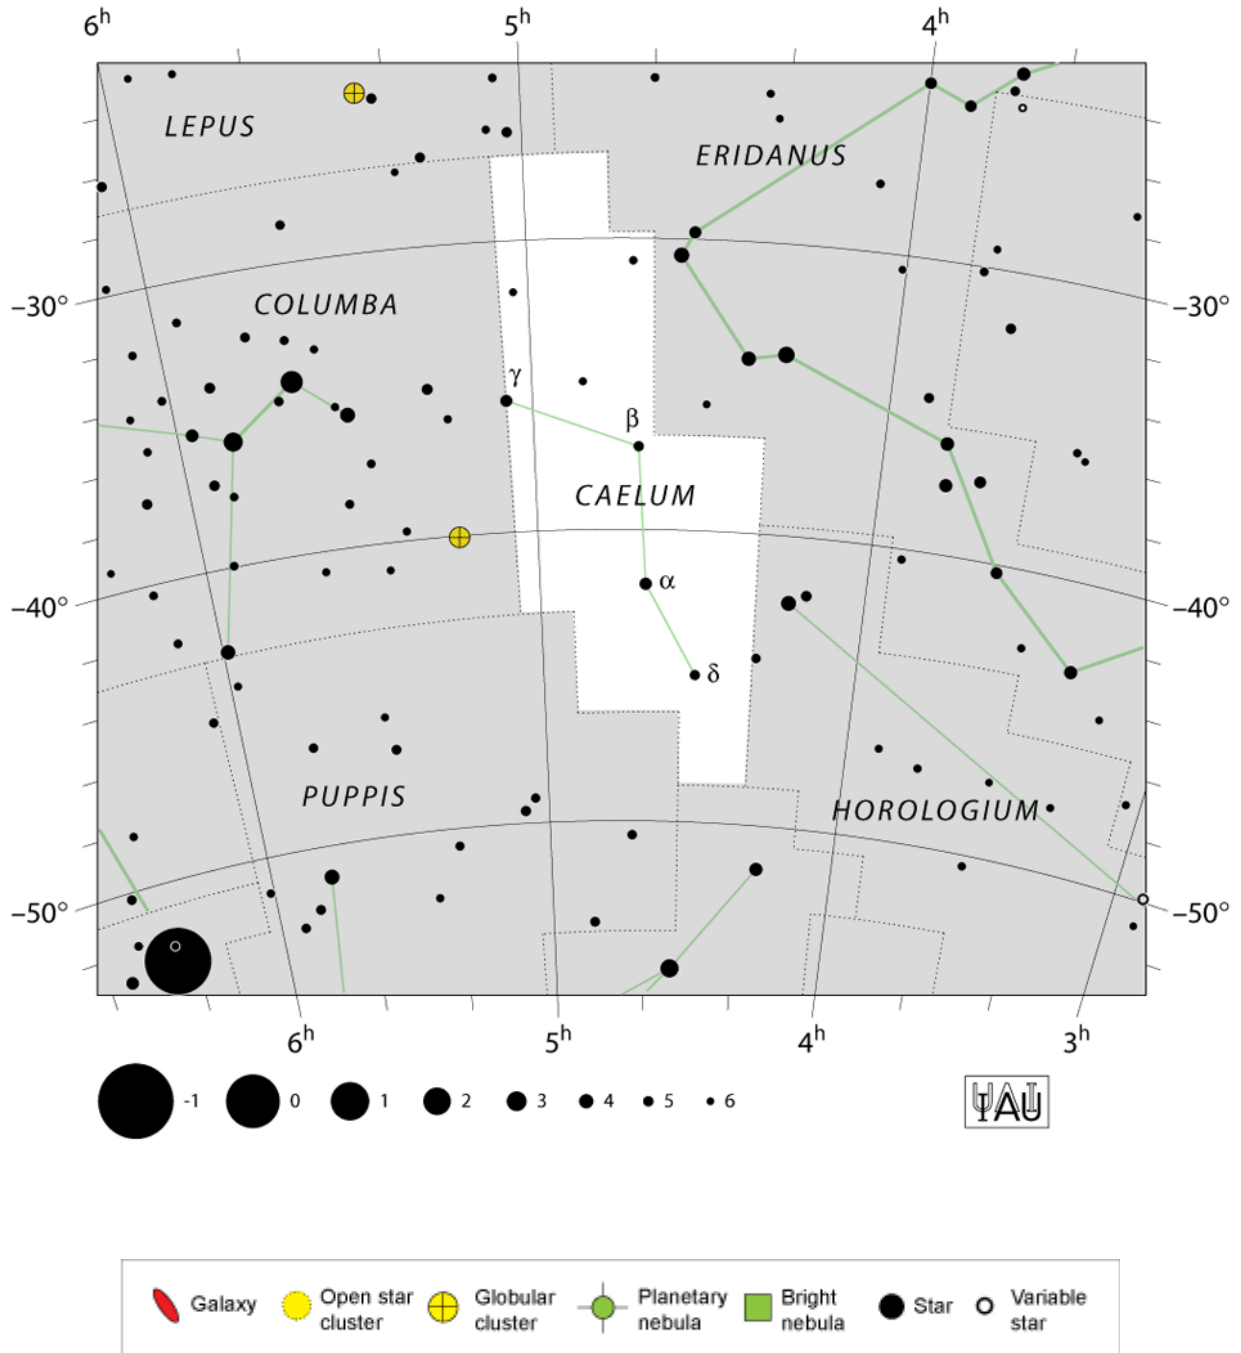 6h 5h 4h
LEPUS
ERIDANUS
–30° –30°
COLUMBA
γ
β
CAELUM
α
–40° –40°
δ
PUPPIS
HOROLOGIUM
–50° –50°
6h 5h 4h 3h
-1 0 1 2 3 4 5 6
IAU UAI
Galaxy
Open star
cluster
Globular
cluster
Planetary
nebula
Bright
nebula
Star
Variable
star